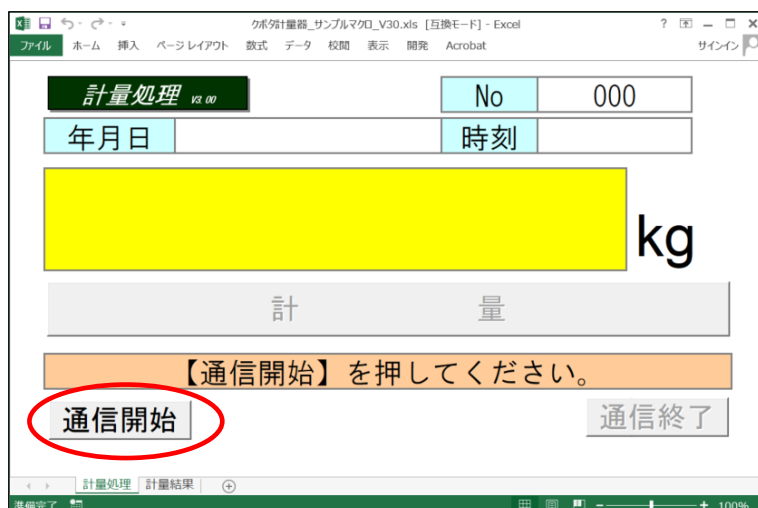 クボタ計量器_サンプルマクロ_V30.xls [互換モード] - Excel
ファイル ホーム 挿入 ページ レイアウト 数式 データ 校閲 表示 開発 Acrobat サインイン
計量処理 V3.00 No 000
年月日 時刻
kg
計 量
【通信開始】を押してください。
通信開始 通信終了
計量処理 計量結果
準備完了 100%